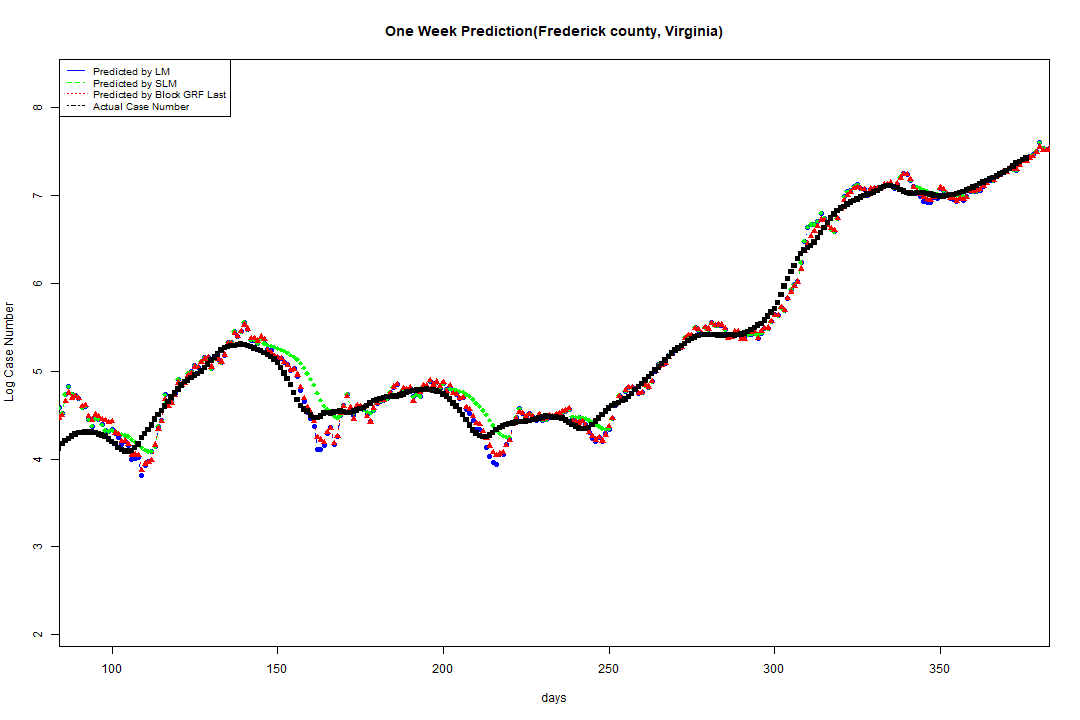 One Week Prediction(Frederick county, Virginia)
Predicted by LM
Predicted by SLM
Predicted by Block GRF Last
Actual Case Number
Log Case Number
8
7
6
5
4
3
2
100 150 200 250 300 350
days